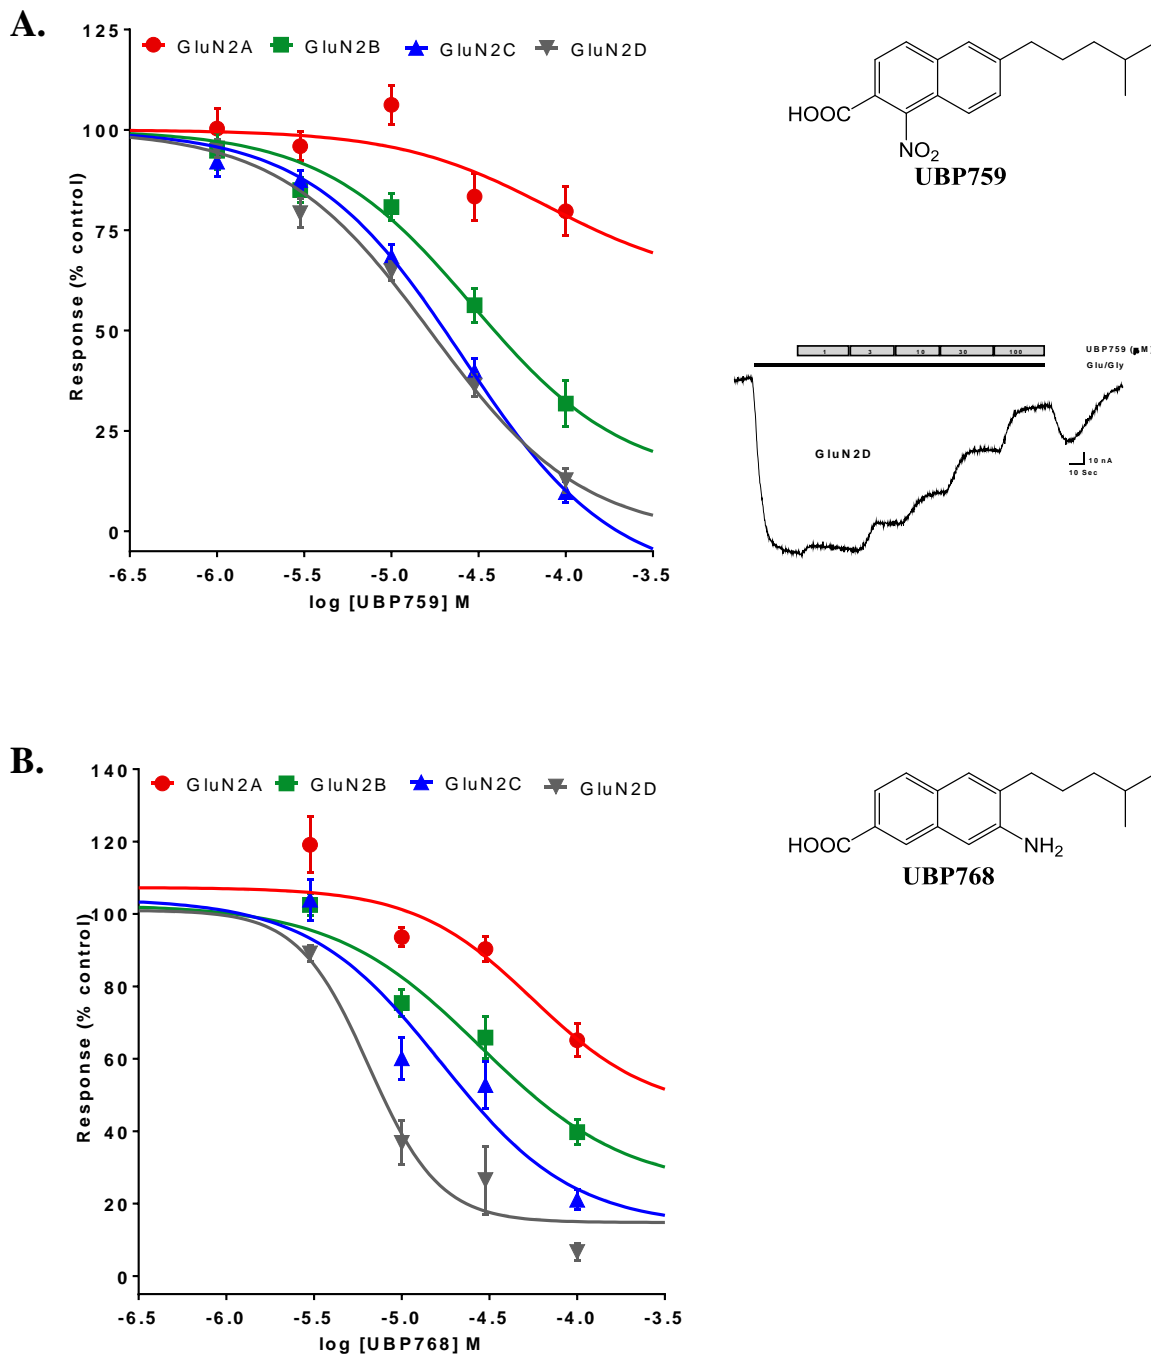 A.
GluN2A GluN2B GluN2C GluN2D
125
100
75
50
25
0
Response (% control)
-6.5 -6.0 -5.5 -5.0 -4.5 -4.0 -3.5
log [UBP759] M
HOOC
NO2
UBP759
1 3 10 30 100
UBP759 (µM)
Glu/Gly
GluN2D
10 nA
10 Sec
B.
GluN2A GluN2B GluN2C GluN2D
140
120
100
80
60
40
20
0
Response (% control)
-6.5 -6.0 -5.5 -5.0 -4.5 -4.0 -3.5
log [UBP768] M
HOOC
NH2
UBP768